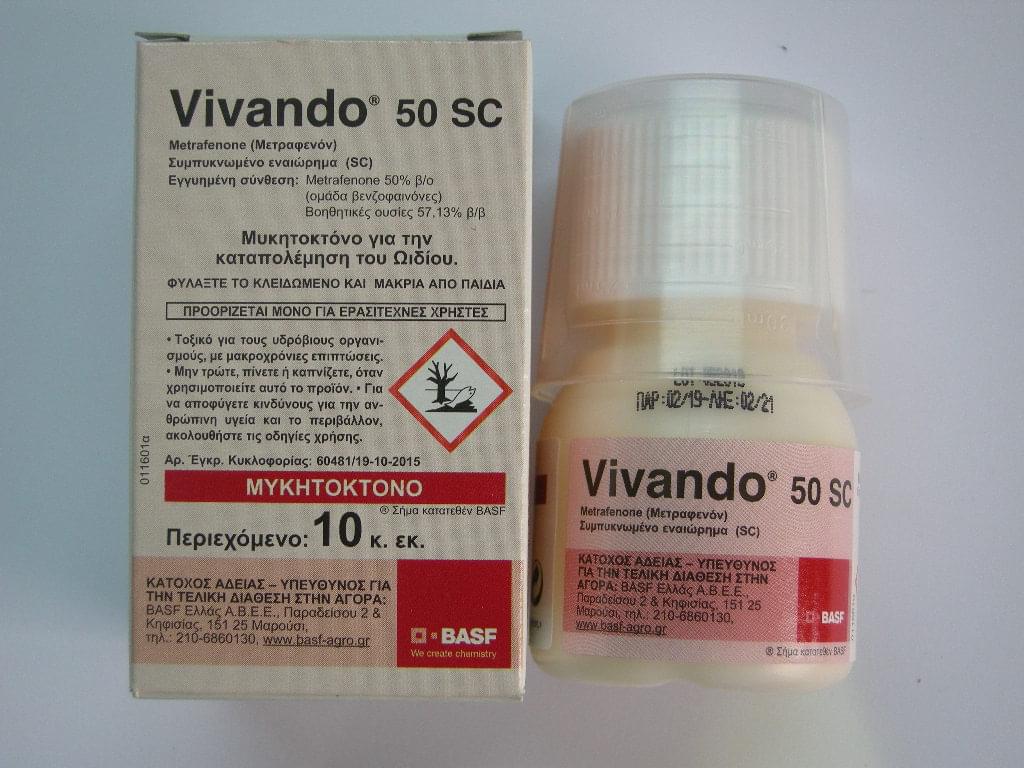 Vivando® 50 SC
Metrafenone (Μετραφενόν)
Συμπυκνωμένο εναιώρημα (SC)
Εγγυημένη σύνθεση: Metrafenone 50% β/ο
(ομάδα βενζοφαινόνες)
Βοηθητικές ουσίες 57,13% β/β
Μυκητοκτόνο για την
καταπολέμηση του Ωιδίου.
ΦΥΛΑΞΤΕ ΤΟ ΚΛΕΙΔΩΜΕΝΟ ΚΑΙ ΜΑΚΡΙΑ ΑΠΟ ΠΑΙΔΙΑ
ΠΡΟΟΡΙΖΕΤΑΙ ΜΟΝΟ ΓΙΑ ΕΡΑΣΙΤΕΧΝΕΣ ΧΡΗΣΤΕΣ
• Τοξικό για τους υδρόβιους οργανι-
σμούς, με μακροχρόνιες επιπτώσεις.
• Μην τρώτε, πίνετε ή καπνίζετε, όταν
χρησιμοποιείτε αυτό το προϊόν. • Για
να αποφύγετε κινδύνους για την αν-
θρώπινη υγεία και το περιβάλλον,
ακολουθήστε τις οδηγίες χρήσης.
011601α
Αρ. Έγκρ. Κυκλοφορίας: 60481/19-10-2015
ΜΥΚΗΤΟΚΤΟΝΟ
® Σήμα κατατεθέν BASF
Περιεχόμενο: 10 κ. εκ.
ΚΑΤΟΧΟΣ ΑΔΕΙΑΣ – ΥΠΕΥΘΥΝΟΣ ΓΙΑ
ΤΗΝ ΤΕΛΙΚΗ ΔΙΑΘΕΣΗ ΣΤΗΝ ΑΓΟΡΑ:
BASF Ελλάς Α.Β.Ε.Ε., Παραδείσου 2 &
Κηφισίας, 151 25 Μαρούσι,
τηλ.: 210-6860130, www.basf-agro.gr
BASF
We create chemistry
ΠΑΡ:02/19-ΛΗΞ:02/21
Vivando® 50 SC
Metrafenone (Μετραφενόν)
Συμπυκνωμένο εναιώρημα (SC)
ΚΑΤΟΧΟΣ ΑΔΕΙΑΣ – ΥΠΕΥΘΥΝΟΣ
ΓΙΑ ΤΗΝ ΤΕΛΙΚΗ ΔΙΑΘΕΣΗ ΣΤΗΝ
ΑΓΟΡΑ: BASF Ελλάς Α.Β.Ε.Ε.,
Παραδείσου 2 & Κηφισίας, 151 25
Μαρούσι, τηλ.: 210-6860130,
www.basf-agro.gr
BASF
® Σήμα κατατεθέν BASF